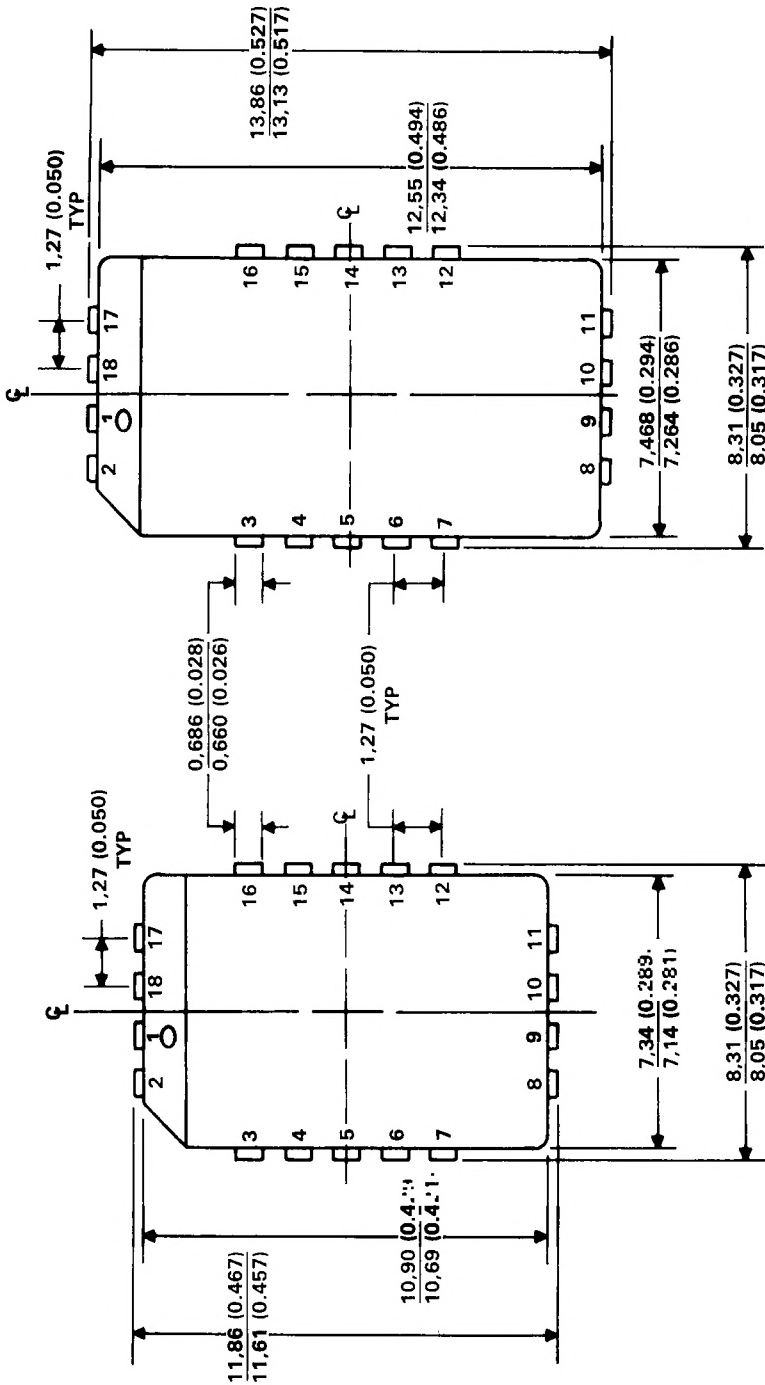 13,86 (0.527)
13,13 (0.517)
12,55 (0.494)
12,34 (0.486)
1,27 (0.050)
TYP
C L
C L
2 1 18 17
3 4 5 6 7
16 15 14 13 12
8 9 10 11
7,468 (0.294)
7,264 (0.286)
8,31 (0.327)
8,05 (0.317)
0,686 (0.028)
0,660 (0.026)
1,27 (0.050)
TYP
1,27 (0.050)
TYP
C L
C L
2 1 18 17
3 4 5 6 7
16 15 14 13 12
8 9 10 11
11,86 (0.467)
11,61 (0.457)
10,90
10,69
7,34 (0.289
7,14 (0.281)
8,31 (0.327)
8,05 (0.317)